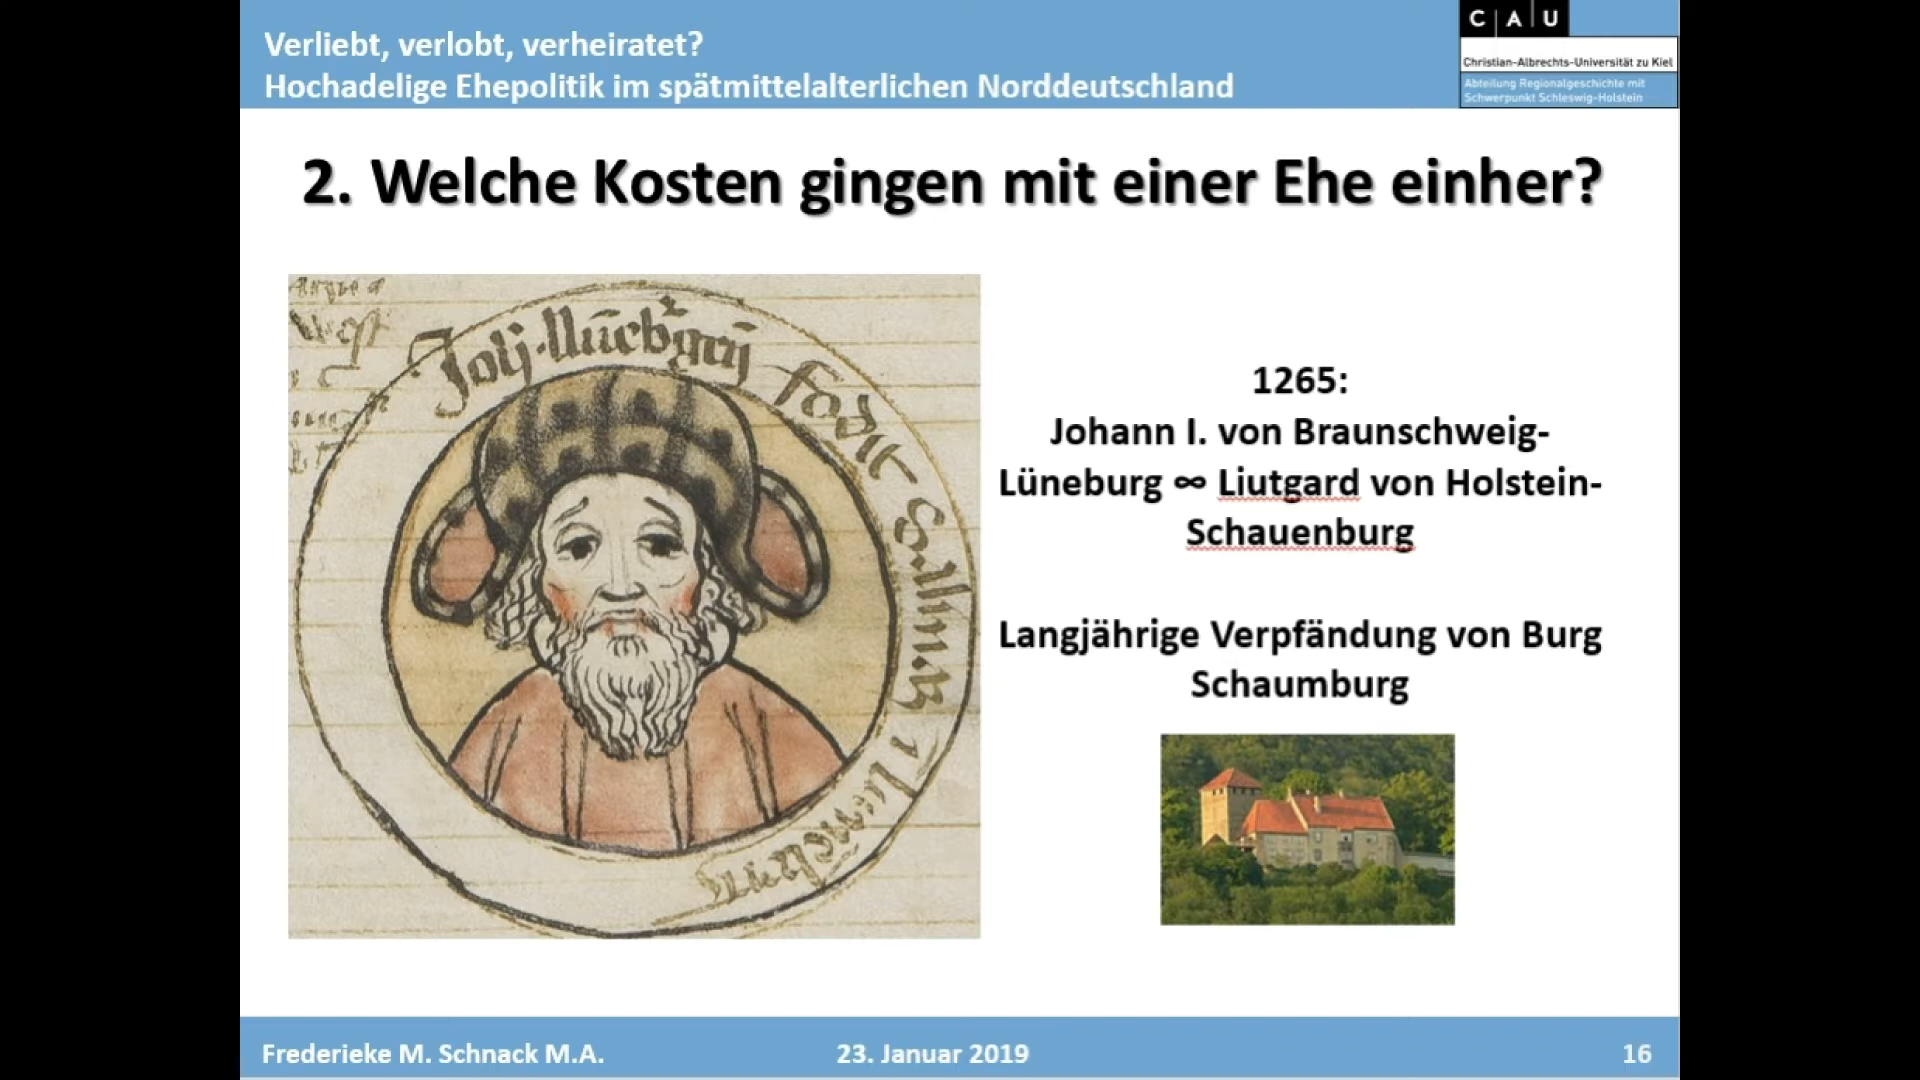 Verliebt, verlobt, verheiratet?
Hochadelige Ehepolitik im spätmittelalterlichen Norddeutschland
CAU
Christian-Albrechts-Universität zu Kiel
Abteilung Regionalgeschichte mit
Schwerpunkt Schleswig-Holstein
2. Welche Kosten gingen mit einer Ehe einher?
1265:
Johann I. von Braunschweig-
Lüneburg ∞ Liutgard von Holstein-
Schauenburg
Langjährige Verpfändung von Burg
Schaumburg
Frederieke M. Schnack M.A.
23. Januar 2019
16